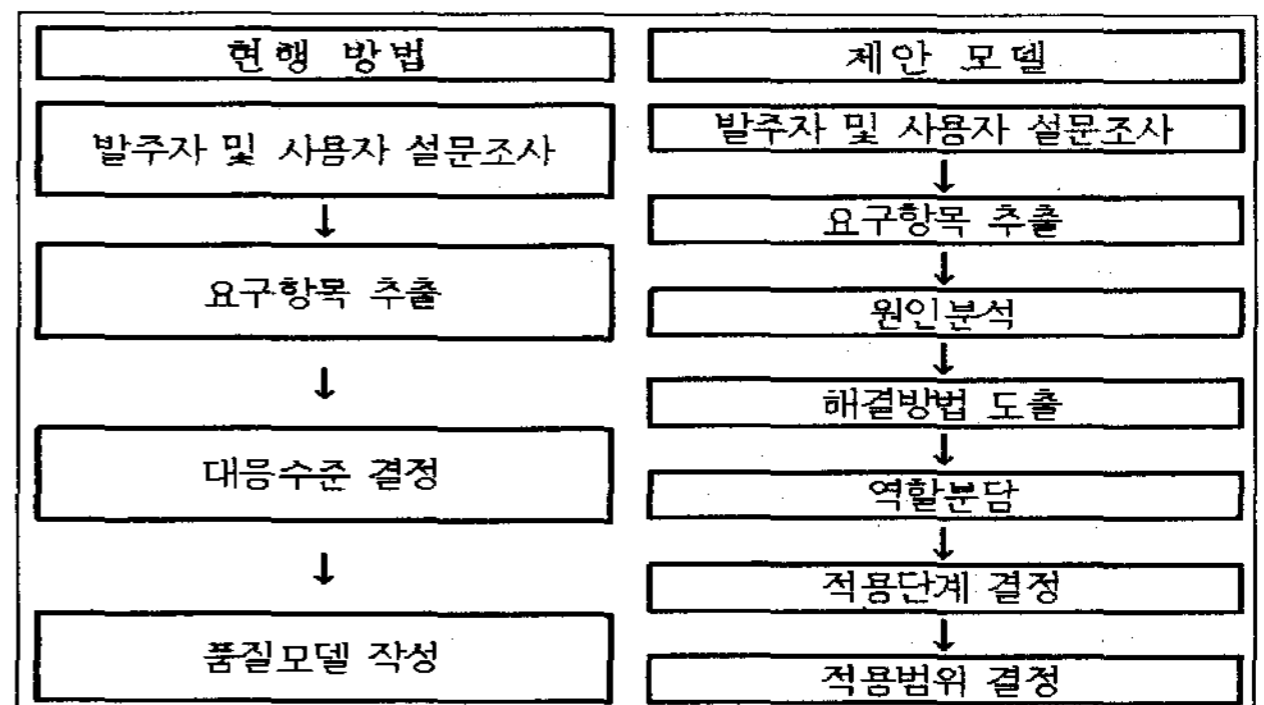 현행 방법
발주자 및 사용자 설문조사
↓
요구항목 추출
↓
대응수준 결정
↓
품질모델 작성
제안 모델
발주자 및 사용자 설문조사
↓
요구항목 추출
↓
원인분석
↓
해결방법 도출
↓
역할분담
↓
적용단계 결정
↓
적용범위 결정